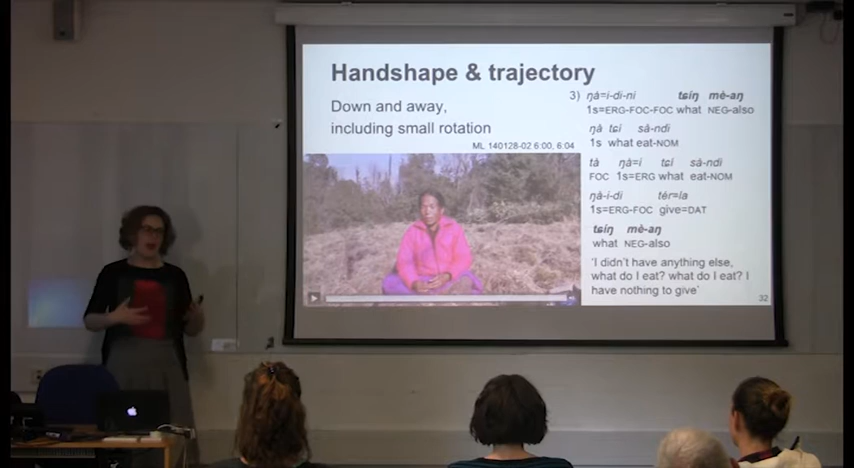 Handshape & trajectory
Down and away,
including small rotation
ML 140128-02 6:00, 6:04
3) ŋà=i-di-ni tɕíŋ mè-aŋ
1s=ERG-FOC-FOC what NEG-also
ŋà tɕi sà-ndi
1s what eat-NOM
tà ŋà=i tɕí sà-ndi
FOC 1s=ERG what eat-NOM
ŋà-i-di tér=la
1s=ERG-FOC give=DAT
tɕíŋ mè-aŋ
what NEG-also
'I didn't have anything else,
what do I eat? what do I eat? I
have nothing to give'
32